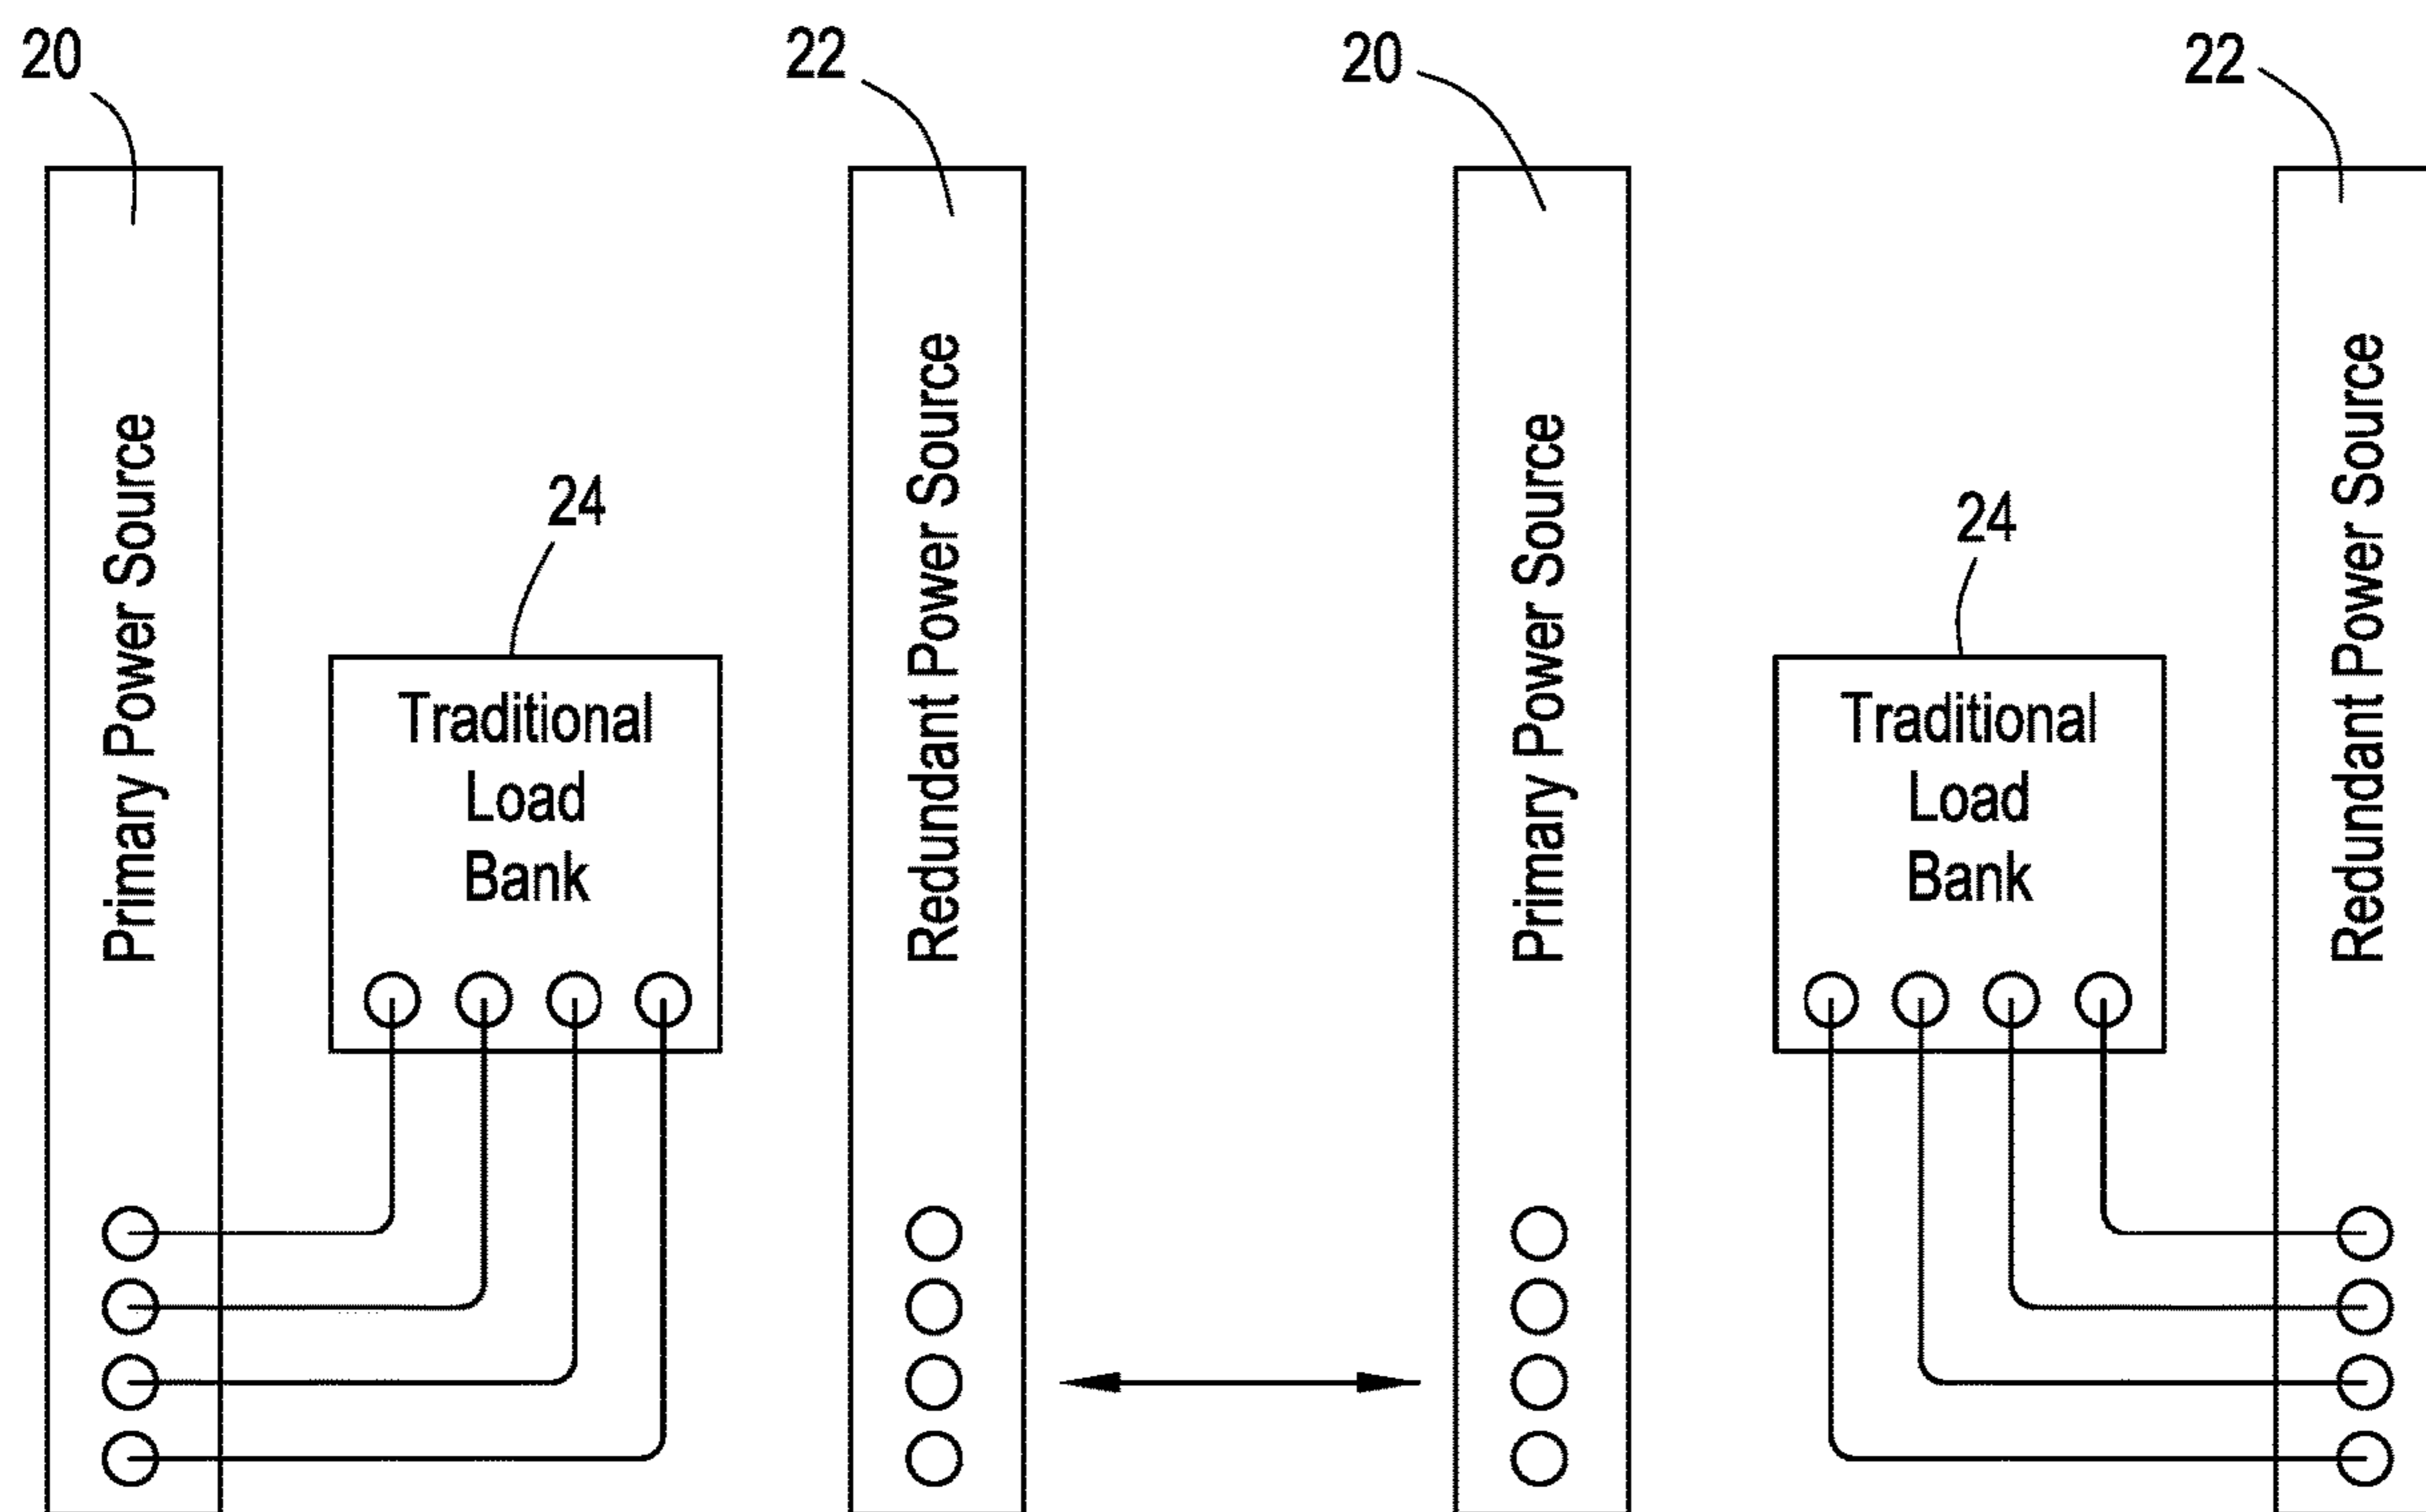 20
22
20
22
Primary Power Source
24
Traditional
Load
Bank
Redundant Power Source
Primary Power Source
24
Traditional
Load
Bank
Redundant Power Source